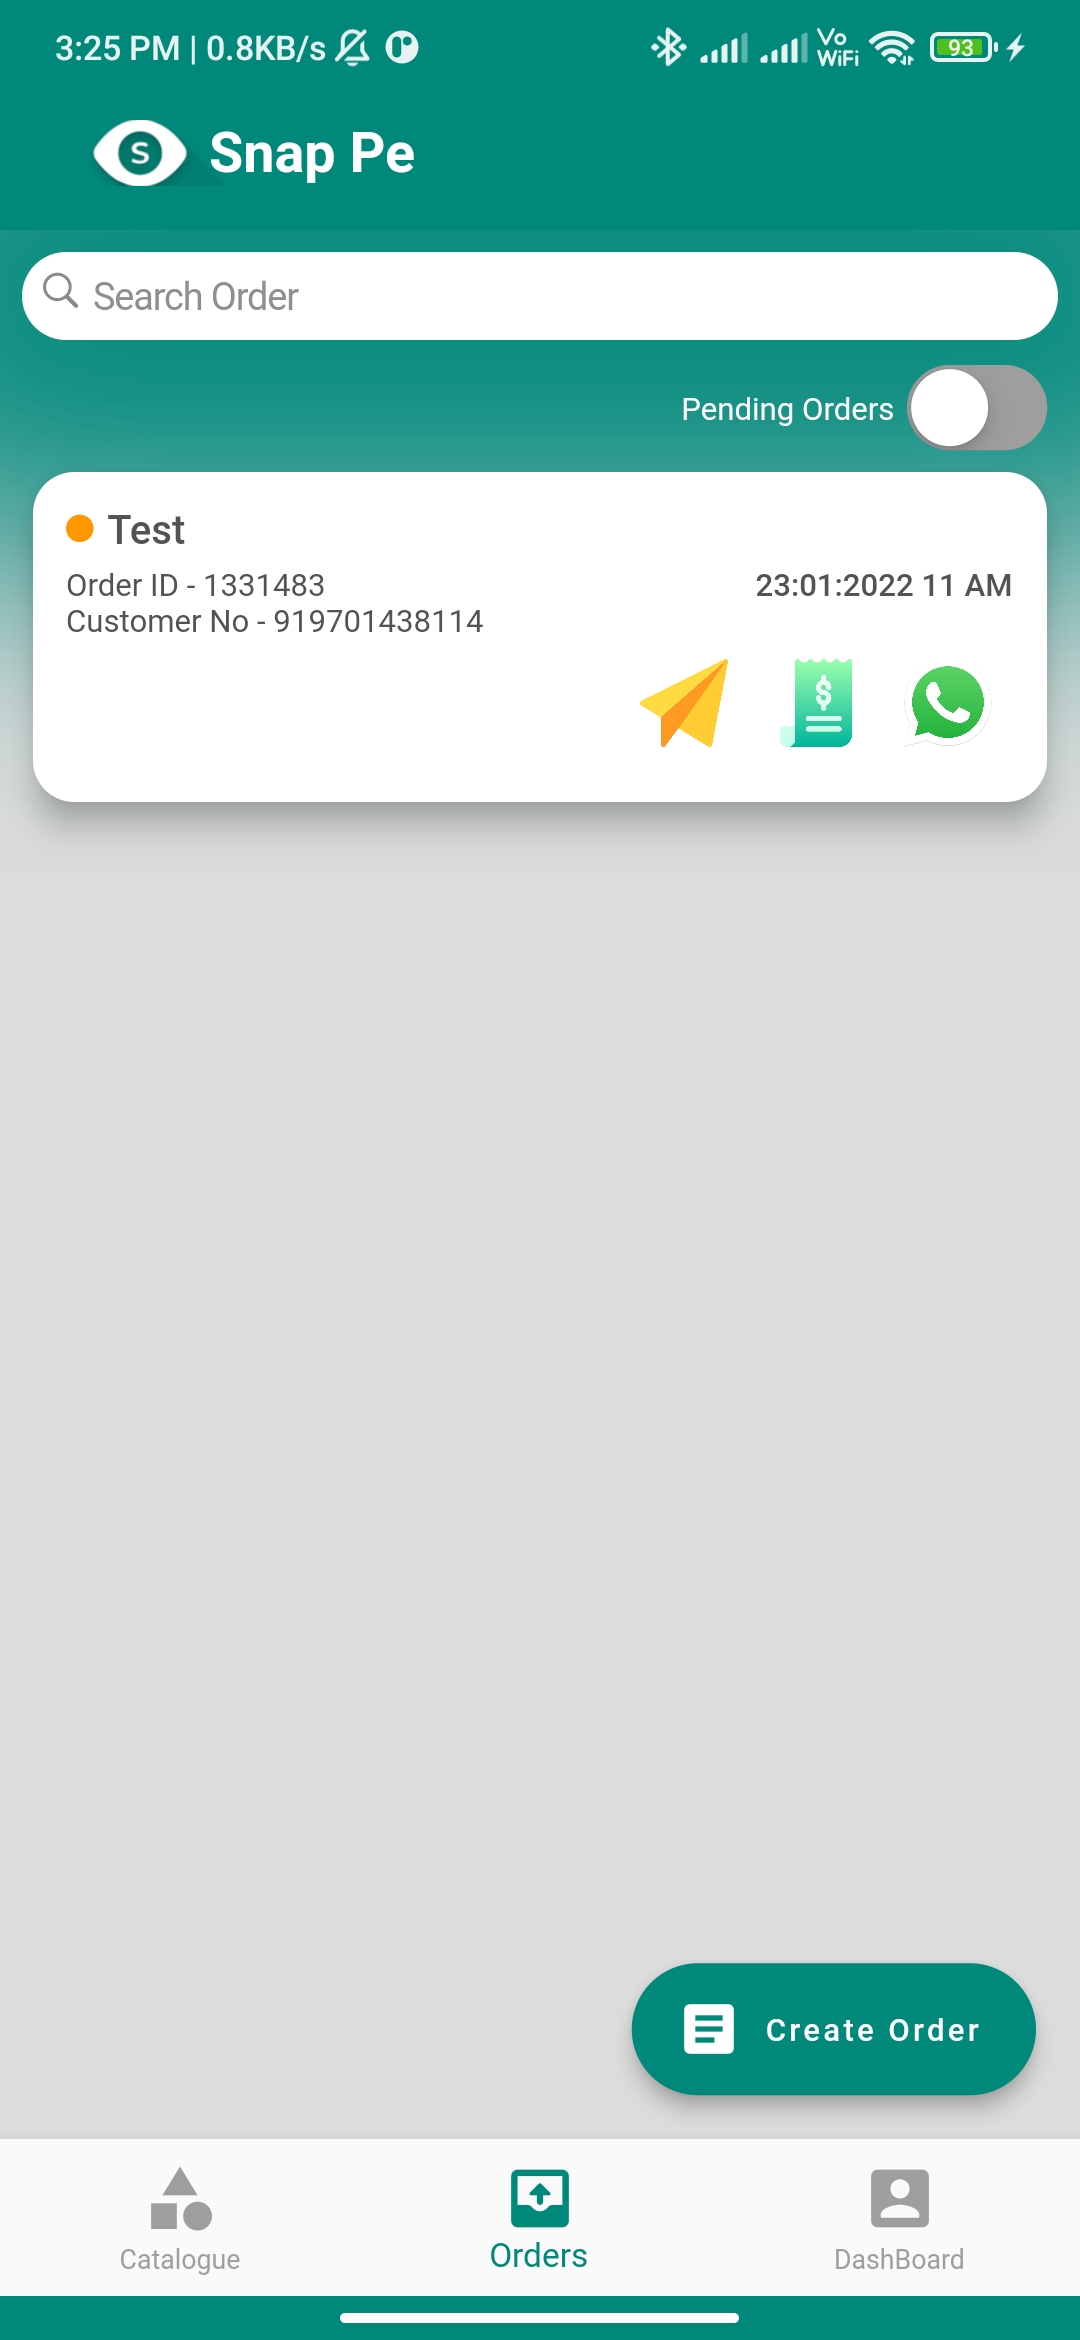 3:25 PM | 0.8KB/s Vo WiFi 93
S Snap Pe
Search Order
Pending Orders
Test
Order ID - 1331483 23:01:2022 11 AM
Customer No - 919701438114
$
Create Order
Catalogue Orders DashBoard